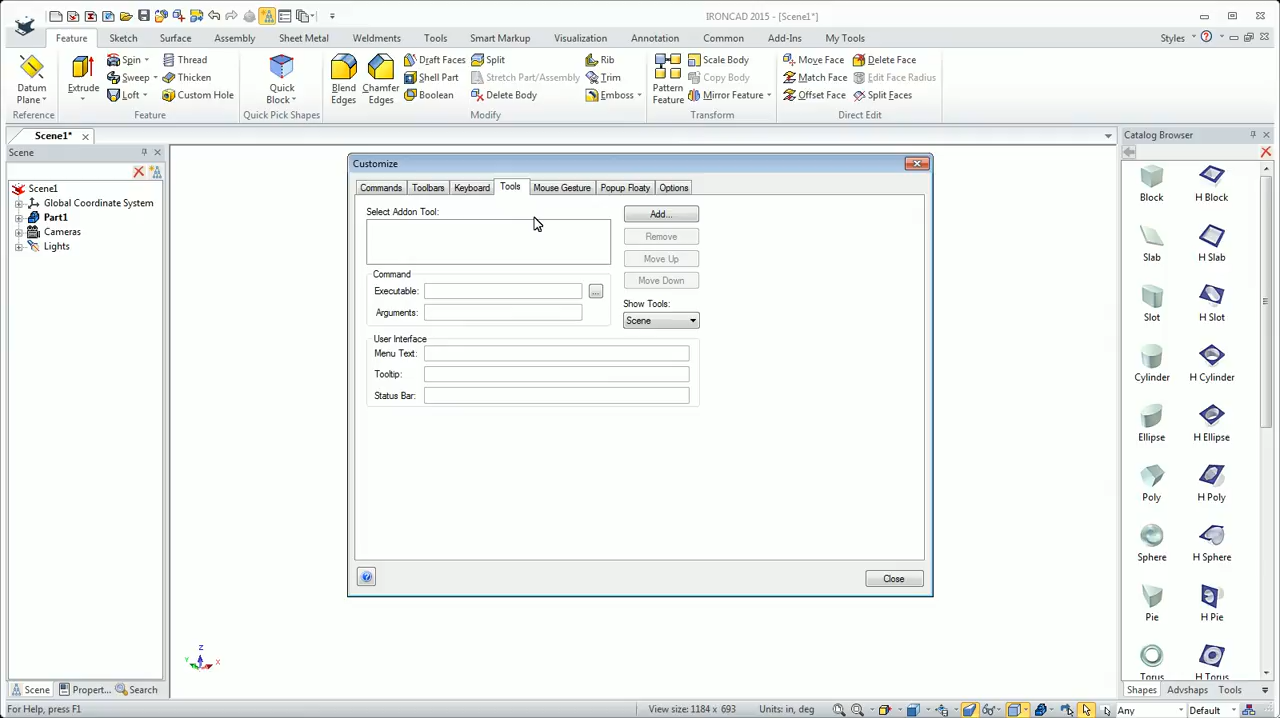 IRONCAD 2015 - [Scene1*]
Feature Sketch Surface Assembly Sheet Metal Weldments Tools Smart Markup Visualization Annotation Common Add-Ins My Tools Styles
Datum Plane
Reference
Extrude
Spin
Sweep
Loft
Thread
Thicken
Custom Hole
Feature
Quick Block
Quick Pick Shapes
Blend Edges
Chamfer Edges
Draft Faces
Shell Part
Boolean
Split
Stretch Part/Assembly
Delete Body
Rib
Trim
Emboss
Modify
Pattern Feature
Scale Body
Copy Body
Mirror Feature
Transform
Move Face
Match Face
Offset Face
Delete Face
Edit Face Radius
Split Faces
Direct Edit
Scene1*
Scene
Scene1
Global Coordinate System
Part1
Cameras
Lights
Customize
Commands Toolbars Keyboard Tools Mouse Gesture Popup Floaty Options
Select Addon Tool:
Add...
Remove
Move Up
Move Down
Command
Executable:
...
Arguments:
Show Tools:
Scene
User Interface
Menu Text:
Tooltip:
Status Bar:
Close
Catalog Browser
Block H Block
Slab H Slab
Slot H Slot
Cylinder H Cylinder
Ellipse H Ellipse
Poly H Poly
Sphere H Sphere
Pie H Pie
Torus H Torus
Shapes Advshaps Tools
Z
Y X
Scene Propert... Search
For Help, press F1
View size: 1184 x 693 Units: in, deg
Any Default